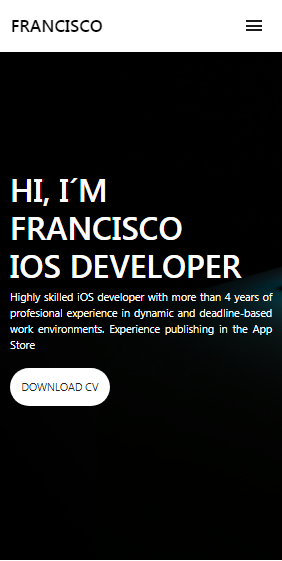 FRANCISCO
HI, I´M
FRANCISCO
IOS DEVELOPER
Highly skilled iOS developer with more than 4 years of
profesional experience in dynamic and deadline-based
work environments. Experience publishing in the App
Store
DOWNLOAD CV